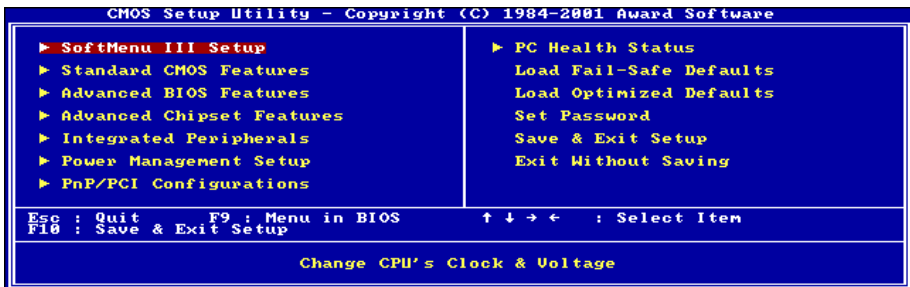 CMOS Setup Utility - Copyright (C) 1984-2001 Award Software
► SoftMenu III Setup
► Standard CMOS Features
► Advanced BIOS Features
► Advanced Chipset Features
► Integrated Peripherals
► Power Management Setup
► PnP/PCI Configurations
► PC Health Status
Load Fail-Safe Defaults
Load Optimized Defaults
Set Password
Save & Exit Setup
Exit Without Saving
Esc : Quit F9 : Menu in BIOS ↑ ↓ → ← : Select Item
F10 : Save & Exit Setup
Change CPU's Clock & Voltage